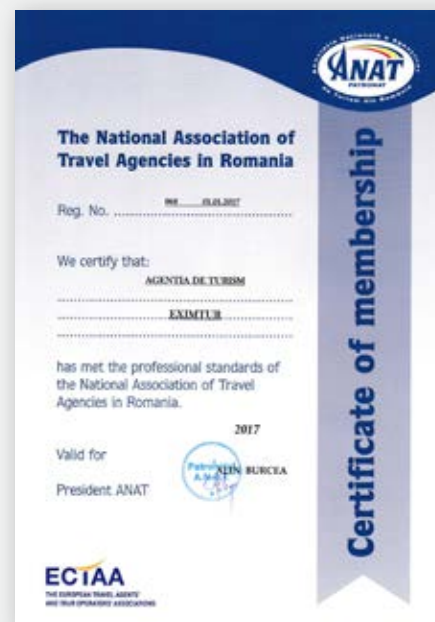 ANAT
PATRONAT
The National Association of
Travel Agencies in Romania
Reg. No.
We certify that:
AGENTIA DE TURISM
EXIMTUR
has met the professional standards of
the National Association of Travel
Agencies in Romania.
2017
Valid for
ALIN BURCEA
President ANAT
Certificate of membership
ECTAA
THE EUROPEAN TRAVEL AGENTS'
AND TOUR OPERATORS' ASSOCIATIONS